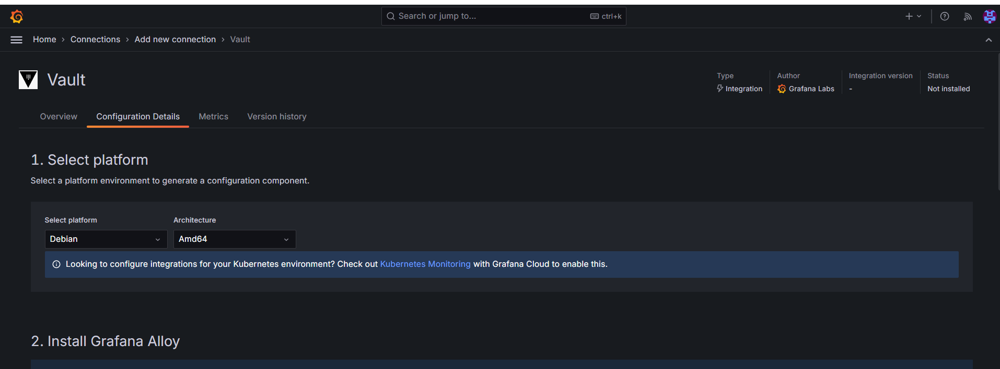 Search or jump to... ctrl+k
Home › Connections › Add new connection › Vault
Vault
Type
Integration
Author
Grafana Labs
Integration version
-
Status
Not installed
Overview Configuration Details Metrics Version history
1. Select platform
Select a platform environment to generate a configuration component.
Select platform Architecture
Debian Amd64
Looking to configure integrations for your Kubernetes environment? Check out Kubernetes Monitoring with Grafana Cloud to enable this.
2. Install Grafana Alloy